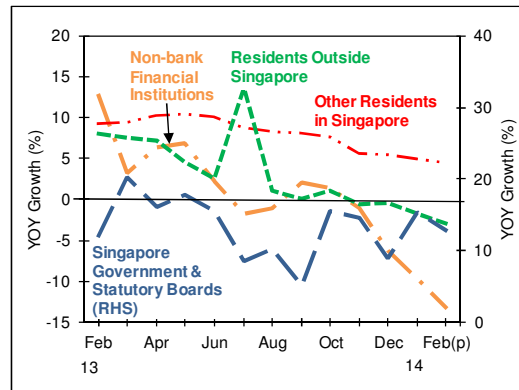 YOY Growth (%)
20
15
10
5
0
-5
-10
-15
Non-bank
Financial
Institutions
Residents Outside
Singapore
Other Residents
in Singapore
Singapore
Government &
Statutory Boards
(RHS)
40
30
20
10
0
YOY Growth (%)
Feb Apr Jun Aug Oct Dec Feb(p)
13 14